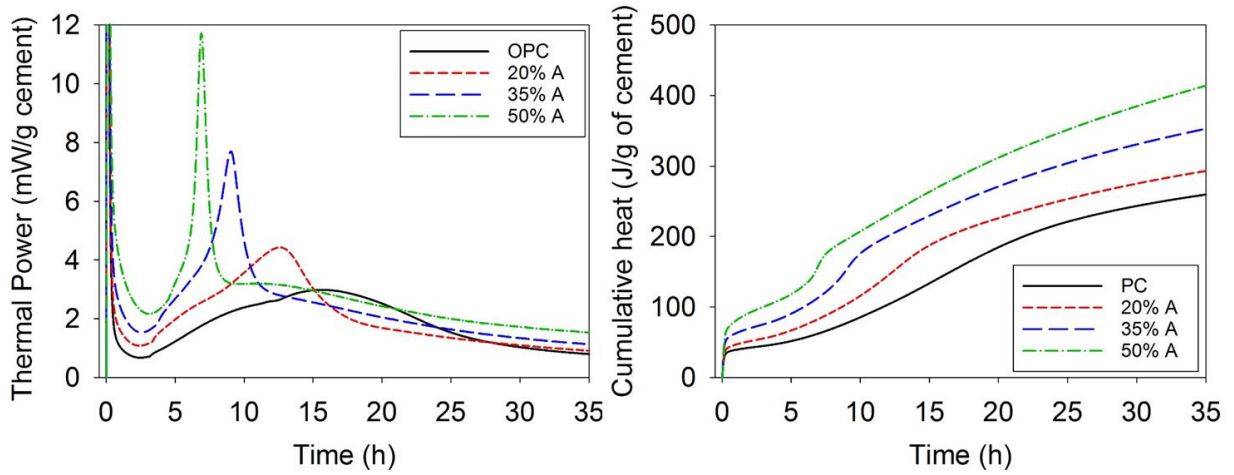 Thermal Power (mW/g cement)
12
10
8
6
4
2
0
OPC
20% A
35% A
50% A
0 5 10 15 20 25 30 35
Time (h)
Cumulative heat (J/g of cement)
500
400
300
200
100
0
PC
20% A
35% A
50% A
0 5 10 15 20 25 30 35
Time (h)